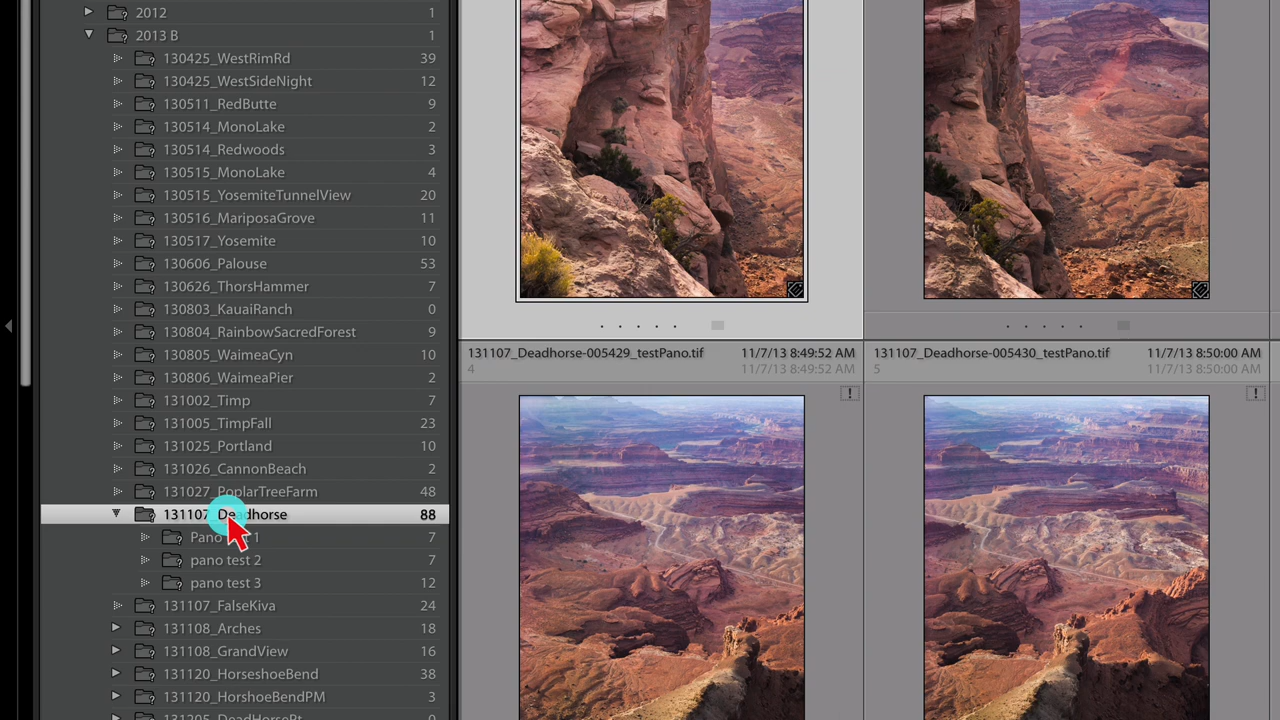 2012 1
2013 B 1
130425_WestRimRd 39
130425_WestSideNight 12
130511_RedButte 9
130514_MonoLake 2
130514_Redwoods 3
130515_MonoLake 4
130515_YosemiteTunnelView 20
130516_MariposaGrove 11
130517_Yosemite 10
130606_Palouse 53
130626_ThorsHammer 7
130803_KauaiRanch 0
130804_RainbowSacredForest 9
130805_WaimeaCyn 10
130806_WaimeaPier 2
131002_Timp 7
131005_TimpFall 23
131025_Portland 10
131026_CannonBeach 2
131027_PoplarTreeFarm 48
131107_Deadhorse 88
Pano 1 7
pano test 2 7
pano test 3 12
131107_FalseKiva 24
131108_Arches 18
131108_GrandView 16
131120_HorseshoeBend 38
131120_HorshoeBendPM 3
131205_DeadHorsePt 0
131107_Deadhorse-005429_testPano.tif 11/7/13 8:49:52 AM
4 11/7/13 8:49:52 AM
131107_Deadhorse-005430_testPano.tif 11/7/13 8:50:00 AM
5 11/7/13 8:50:00 AM